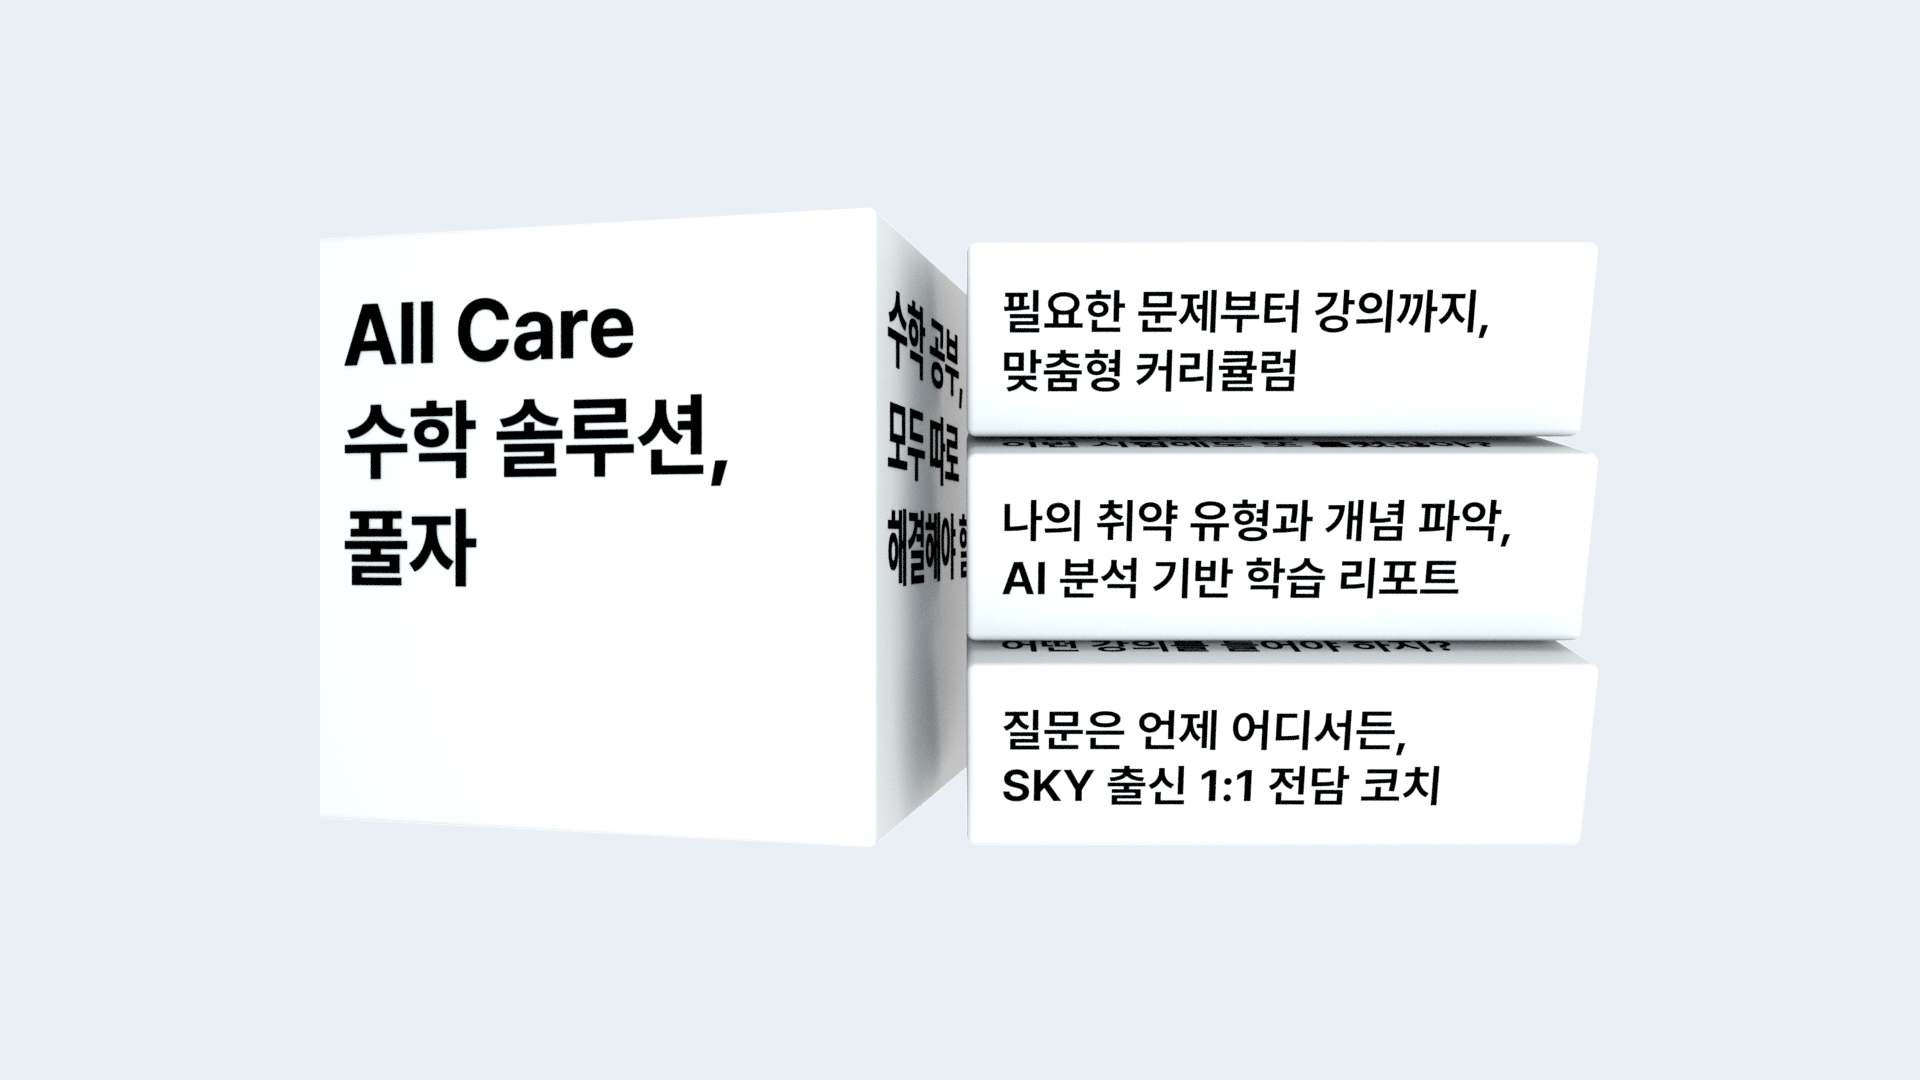 All Care
수학 솔루션,
풀자
수학 공부,
모두 따로
해결해야
필요한 문제부터 강의까지,
맞춤형 커리큘럼
나의 취약 유형과 개념 파악,
AI 분석 기반 학습 리포트
어떤 강의를 들어야 하지?
질문은 언제 어디서든,
SKY 출신 1:1 전담 코치